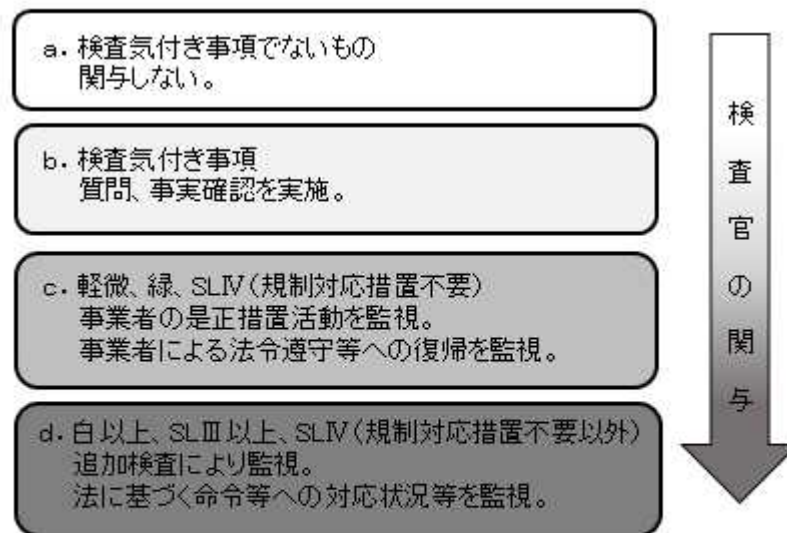 a. 検査気付き事項でないもの
関与しない。
b. 検査気付き事項
質問、事実確認を実施。
c. 軽微、緑、SLⅣ(規制対応措置不要)
事業者の是正措置活動を監視。
事業者による法令遵守等への復帰を監視。
d. 白以上、SLⅢ以上、SLⅣ(規制対応措置不要以外)
追加検査により監視。
法に基づく命令等への対応状況等を監視。
検査官の関与